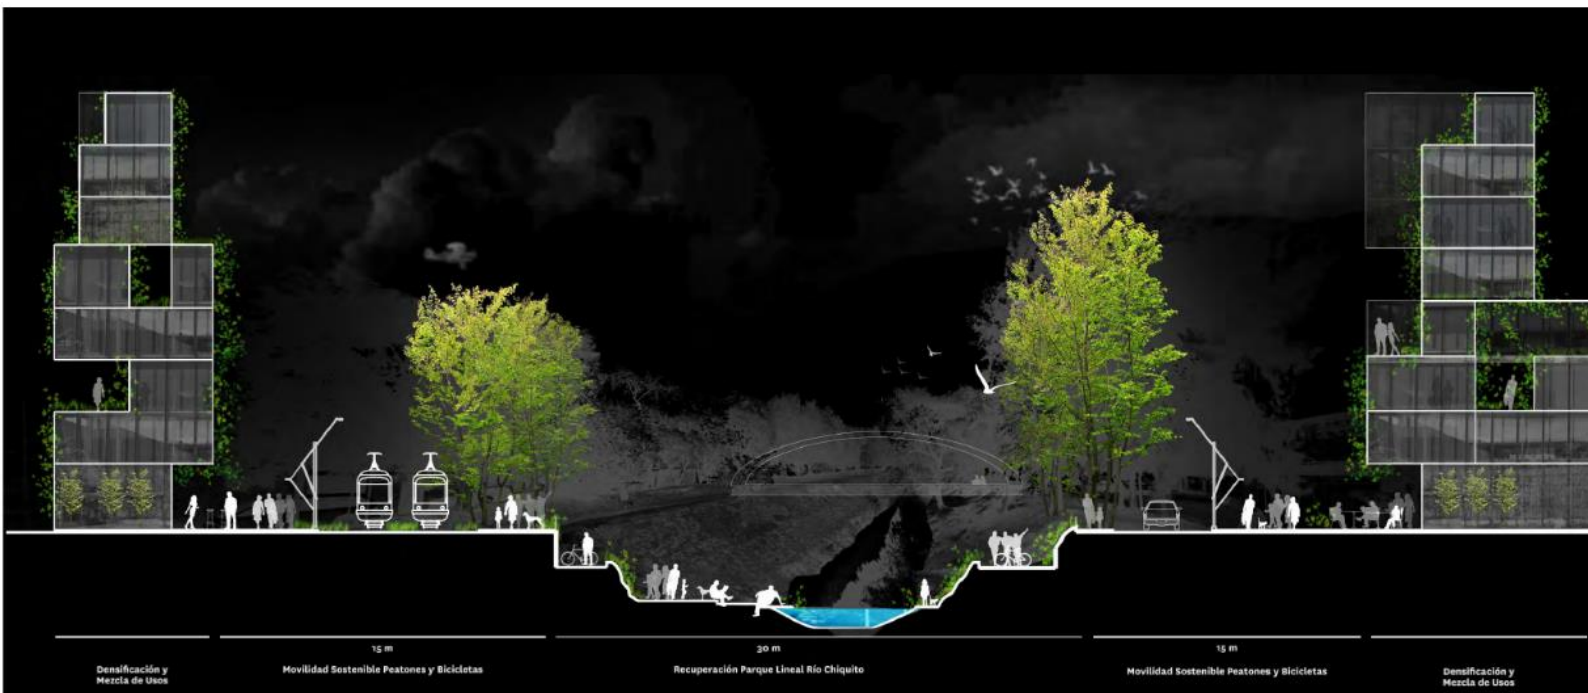 15 m
30 m
15 m
Densificación y
Mezcla de Usos
Movilidad Sostenible Peatones y Bicicletas
Recuperación Parque Lineal Río Chiquito
Movilidad Sostenible Peatones y Bicicletas
Densificación y
Mezcla de Usos